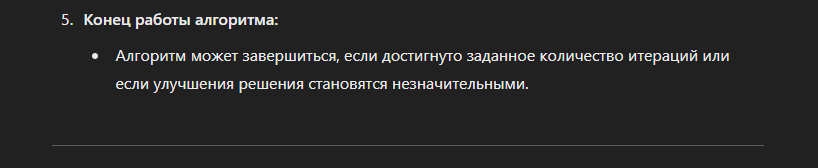 5. Конец работы алгоритма:
• Алгоритм может завершиться, если достигнуто заданное количество итераций или
если улучшения решения становятся незначительными.